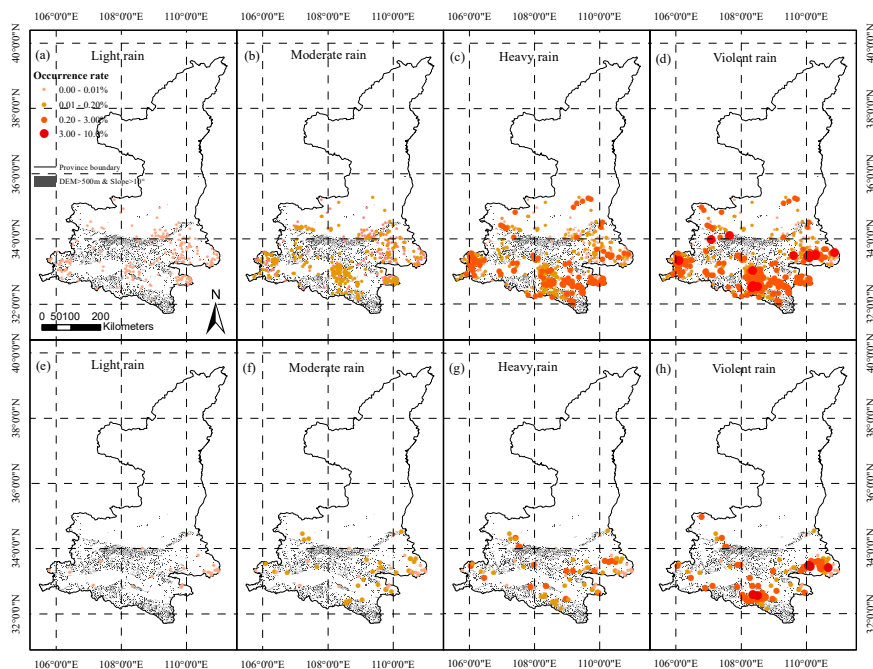 106°0'0"E 108°0'0"E 110°0'0"E 106°0'0"E 108°0'0"E 110°0'0"E 106°0'0"E 108°0'0"E 110°0'0"E 106°0'0"E 108°0'0"E 110°0'0"E
(a) Light rain (b) Moderate rain (c) Heavy rain (d) Violent rain
40°0'0"N
Occurrence rate
0.00 - 0.01%
0.01 - 0.20%
0.20 - 3.00%
3.00 - 10.0%
38°0'0"N
Province boundary
DEM>500m & Slope>10°
36°0'0"N
34°0'0"N
32°0'0"N
N
0 50100 200
Kilometers
(e) Light rain (f) Moderate rain (g) Heavy rain (h) Violent rain
40°0'0"N
38°0'0"N
36°0'0"N
34°0'0"N
32°0'0"N
106°0'0"E 108°0'0"E 110°0'0"E 106°0'0"E 108°0'0"E 110°0'0"E 106°0'0"E 108°0'0"E 110°0'0"E 106°0'0"E 108°0'0"E 110°0'0"E